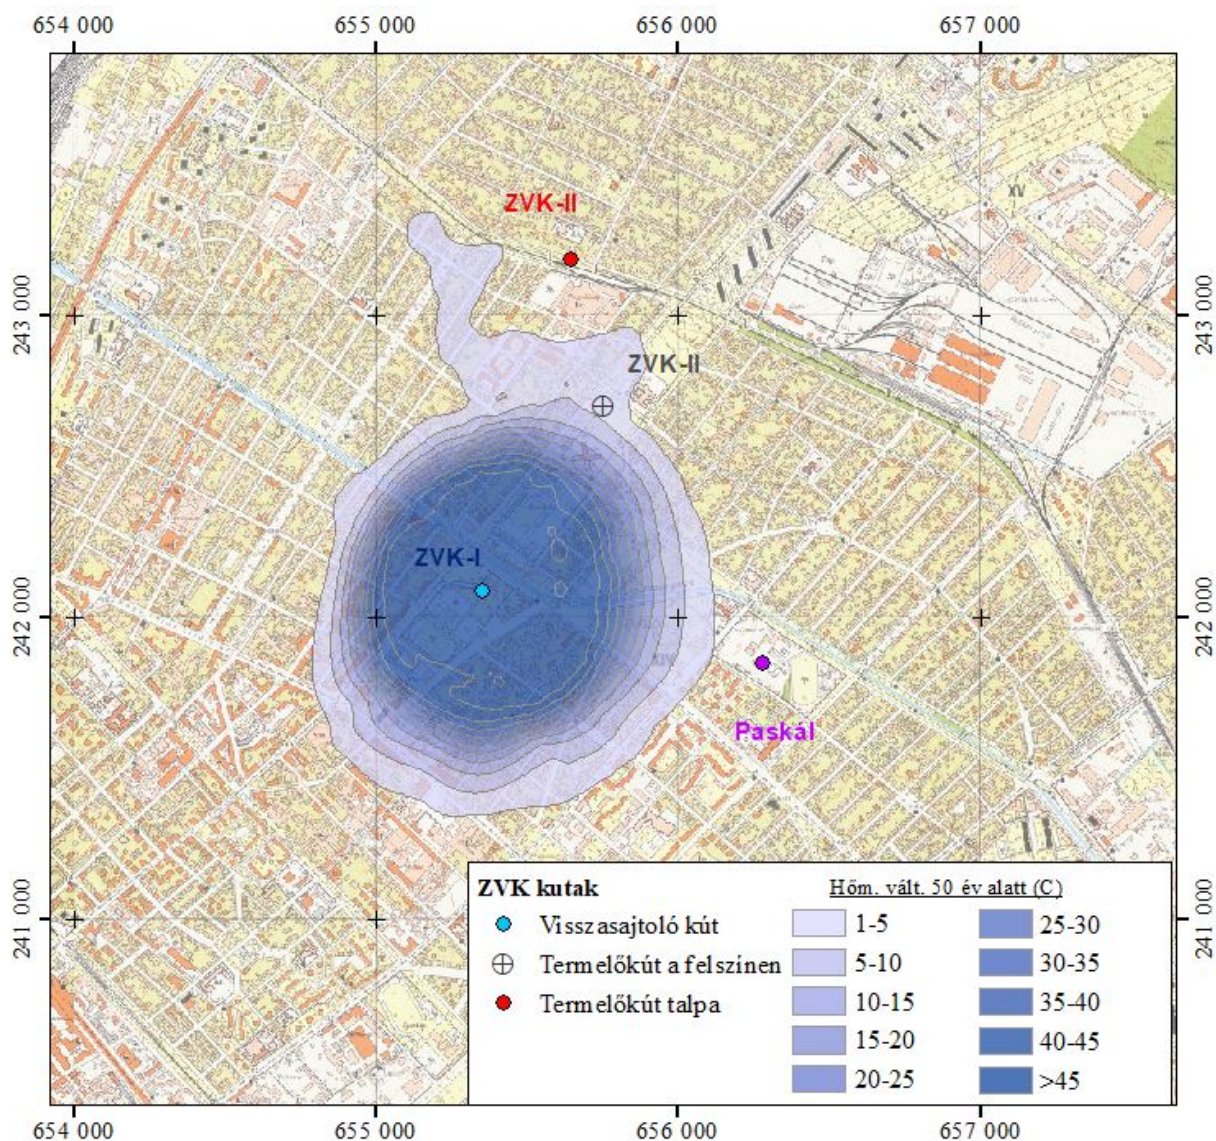 654 000 655 000 656 000 657 000
XV
ZVK-II
243 000 243 000
ZVK-II
ZVK-I
242 000 242 000
XIV
Paskál
ZVK kutak
Hőm. vált. 50 év alatt (C)
Visszasajtoló kút
Termelőkút a felszínen
Termelőkút talpa
1-5
5-10
10-15
15-20
20-25
25-30
30-35
35-40
40-45
>45
241 000 241 000
654 000 655 000 656 000 657 000